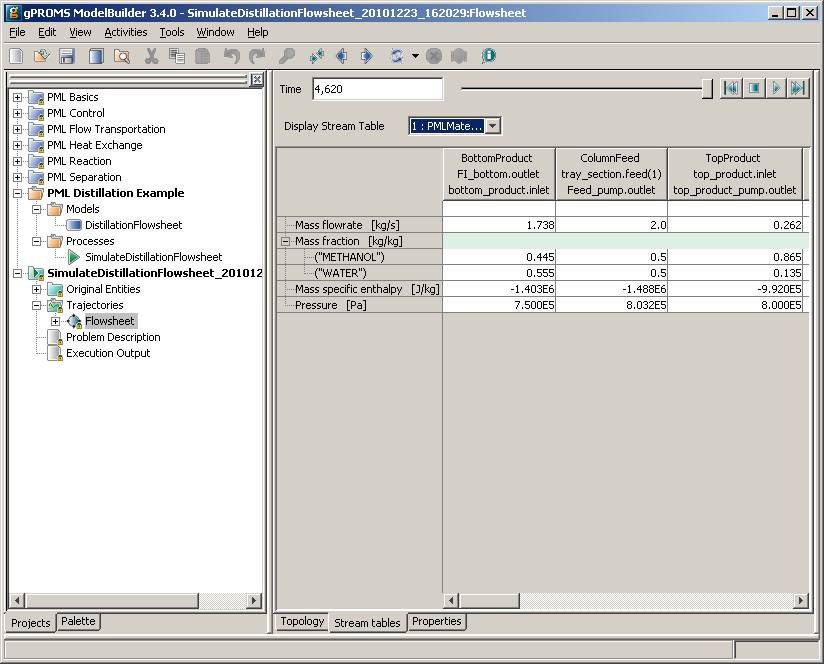 gPROMS ModelBuilder 3.4.0 - SimulateDistillationFlowsheet_20101223_162029:Flowsheet
File Edit View Activities Tools Window Help
PML Basics
PML Control
PML Flow Transportation
PML Heat Exchange
PML Reaction
PML Separation
PML Distillation Example
Models
DistillationFlowsheet
Processes
SimulateDistillationFlowsheet
SimulateDistillationFlowsheet_201012
Original Entities
Trajectories
Flowsheet
Problem Description
Execution Output
Projects Palette
Time 4,620
Display Stream Table 1 : PMLMate...
BottomProduct ColumnFeed TopProduct
FI_bottom.outlet tray_section.feed(1) top_product.inlet
bottom_product.inlet Feed_pump.outlet top_product_pump.outlet
Mass flowrate [kg/s] 1.738 2.0 0.262
Mass fraction [kg/kg]
("METHANOL") 0.445 0.5 0.865
("WATER") 0.555 0.5 0.135
Mass specific enthalpy [J/kg] -1.403E6 -1.488E6 -9.920E5
Pressure [Pa] 7.500E5 8.032E5 8.000E5
Topology Stream tables Properties